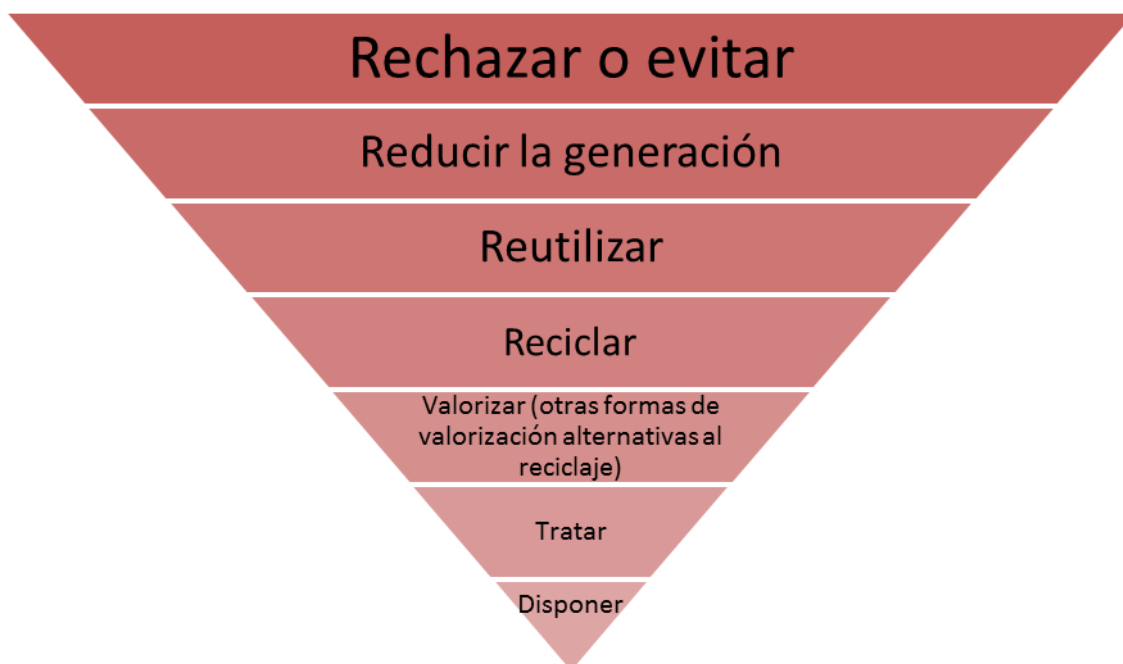 Rechazar o evitar
Reducir la generación
Reutilizar
Reciclar
Valorizar (otras formas de
valorización alternativas al
reciclaje)
Tratar
Disponer